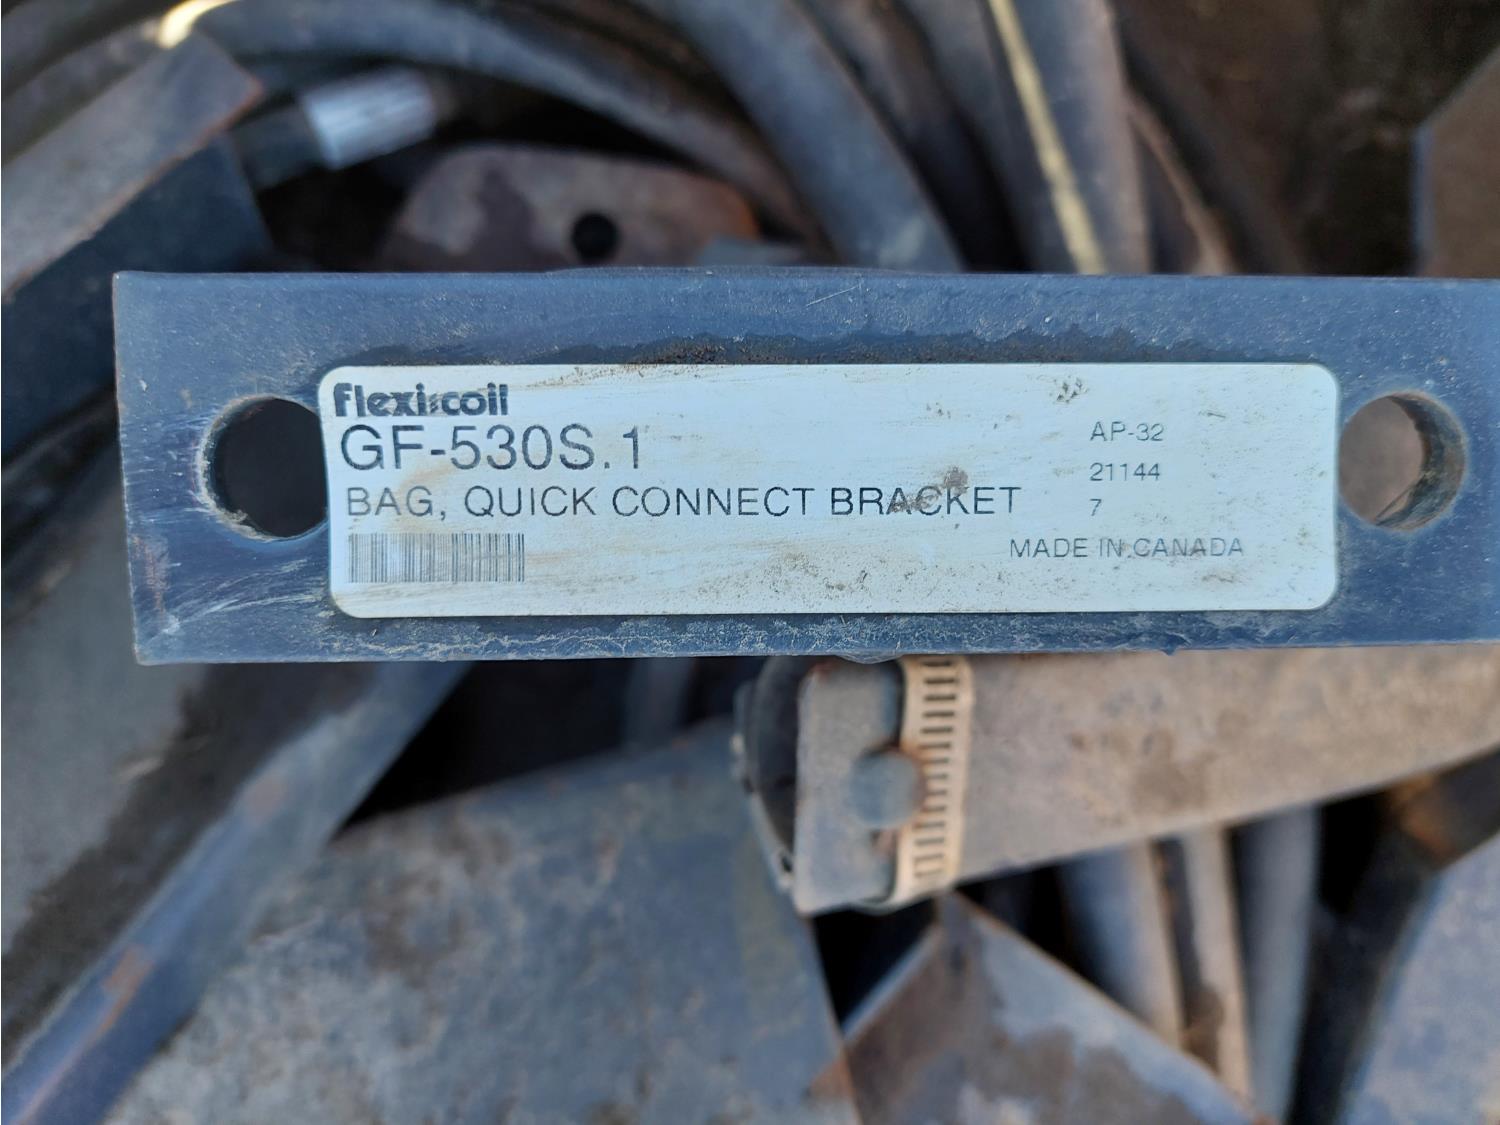 flexi-coil
GF-530S.1
BAG, QUICK CONNECT BRACKET
AP-32
21144
7
MADE IN CANADA